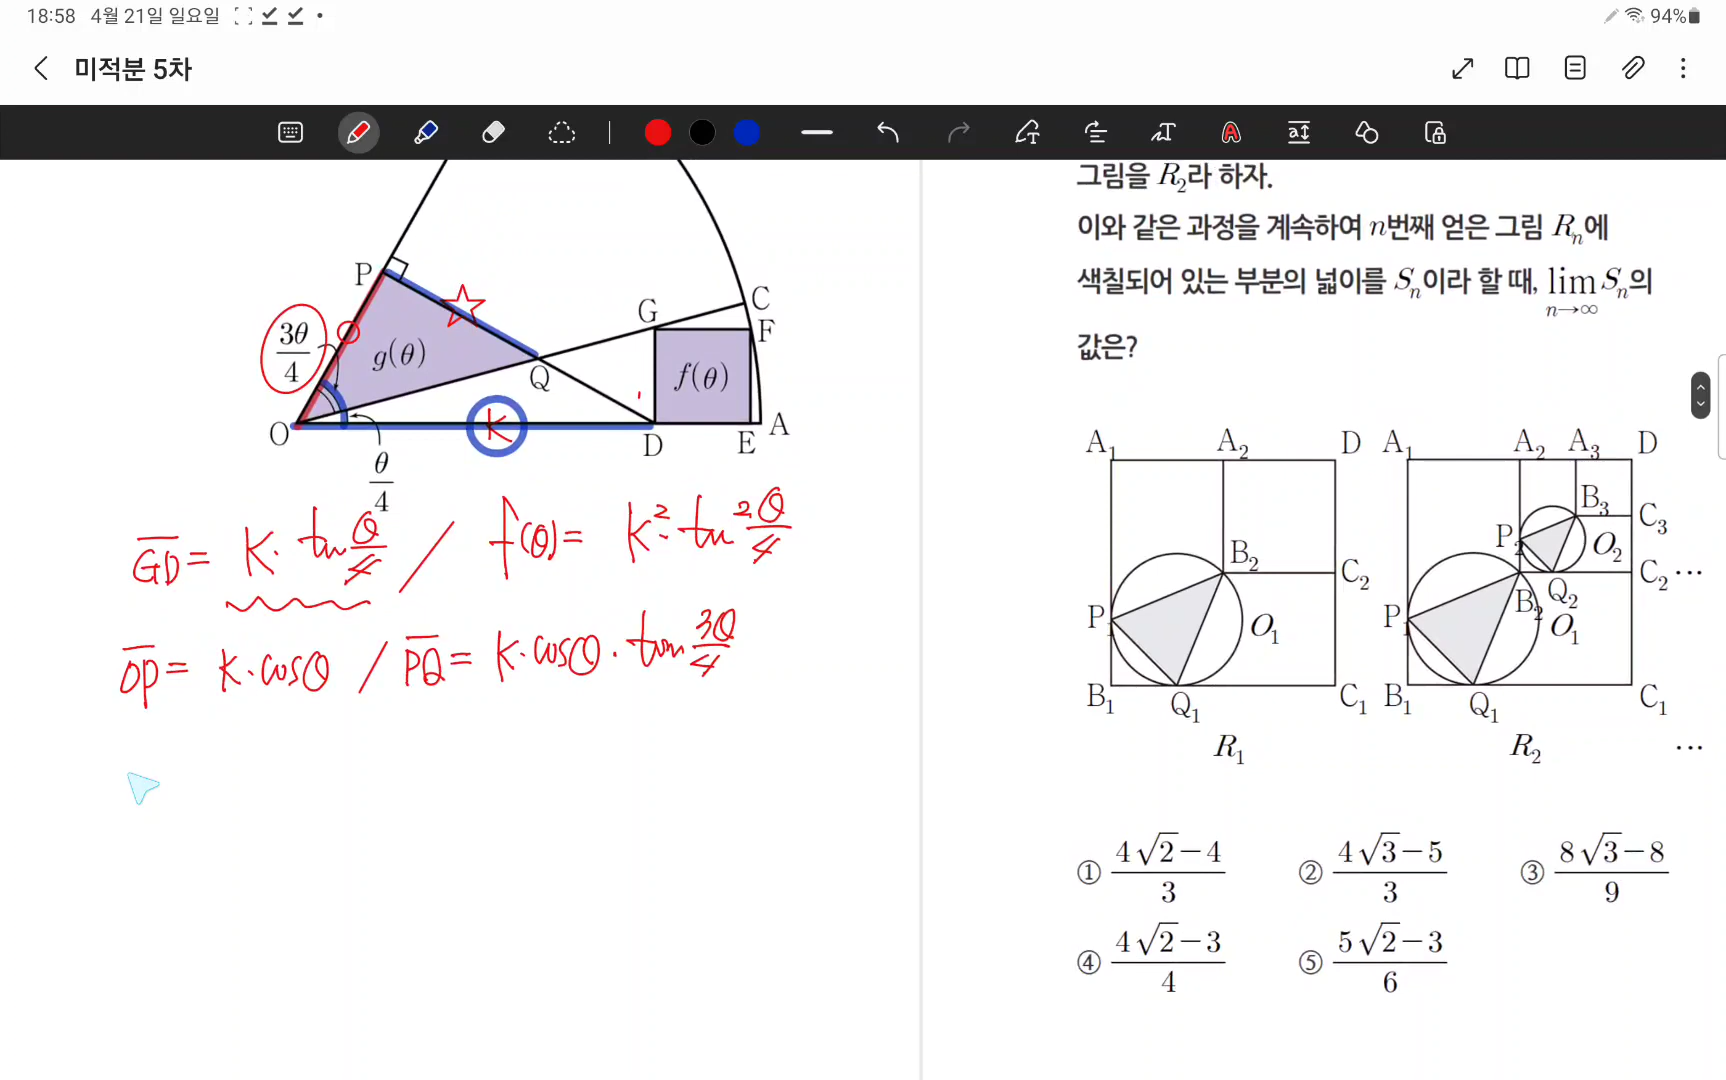 18:58 4월 21일 일요일
94%
미적분 5차
P
3θ/4
g(θ)
Q
O
θ/4
K
G
C
F
f(θ)
D
E
A
GD = K · tan θ/4 / f(θ) = K² · tan² θ/4
OP = K · cosθ / PQ = K · cosθ · tan 3θ/4
그림을 R₂라 하자.
이와 같은 과정을 계속하여 n번째 얻은 그림 Rₙ에
색칠되어 있는 부분의 넓이를 Sₙ이라 할 때, lim Sₙ의
n→∞
값은?
A₁ A₂ D A₁ A₂ A₃ D
B₃ C₃
P₂ O₂
B₂ C₂ C₂ ···
B₂ Q₂
P₁ O₁ P₁ O₁
B₁ Q₁ C₁ B₁ Q₁ C₁
R₁ R₂ ···
① (4√2−4)/3 ② (4√3−5)/3 ③ (8√3−8)/9
④ (4√2−3)/4 ⑤ (5√2−3)/6